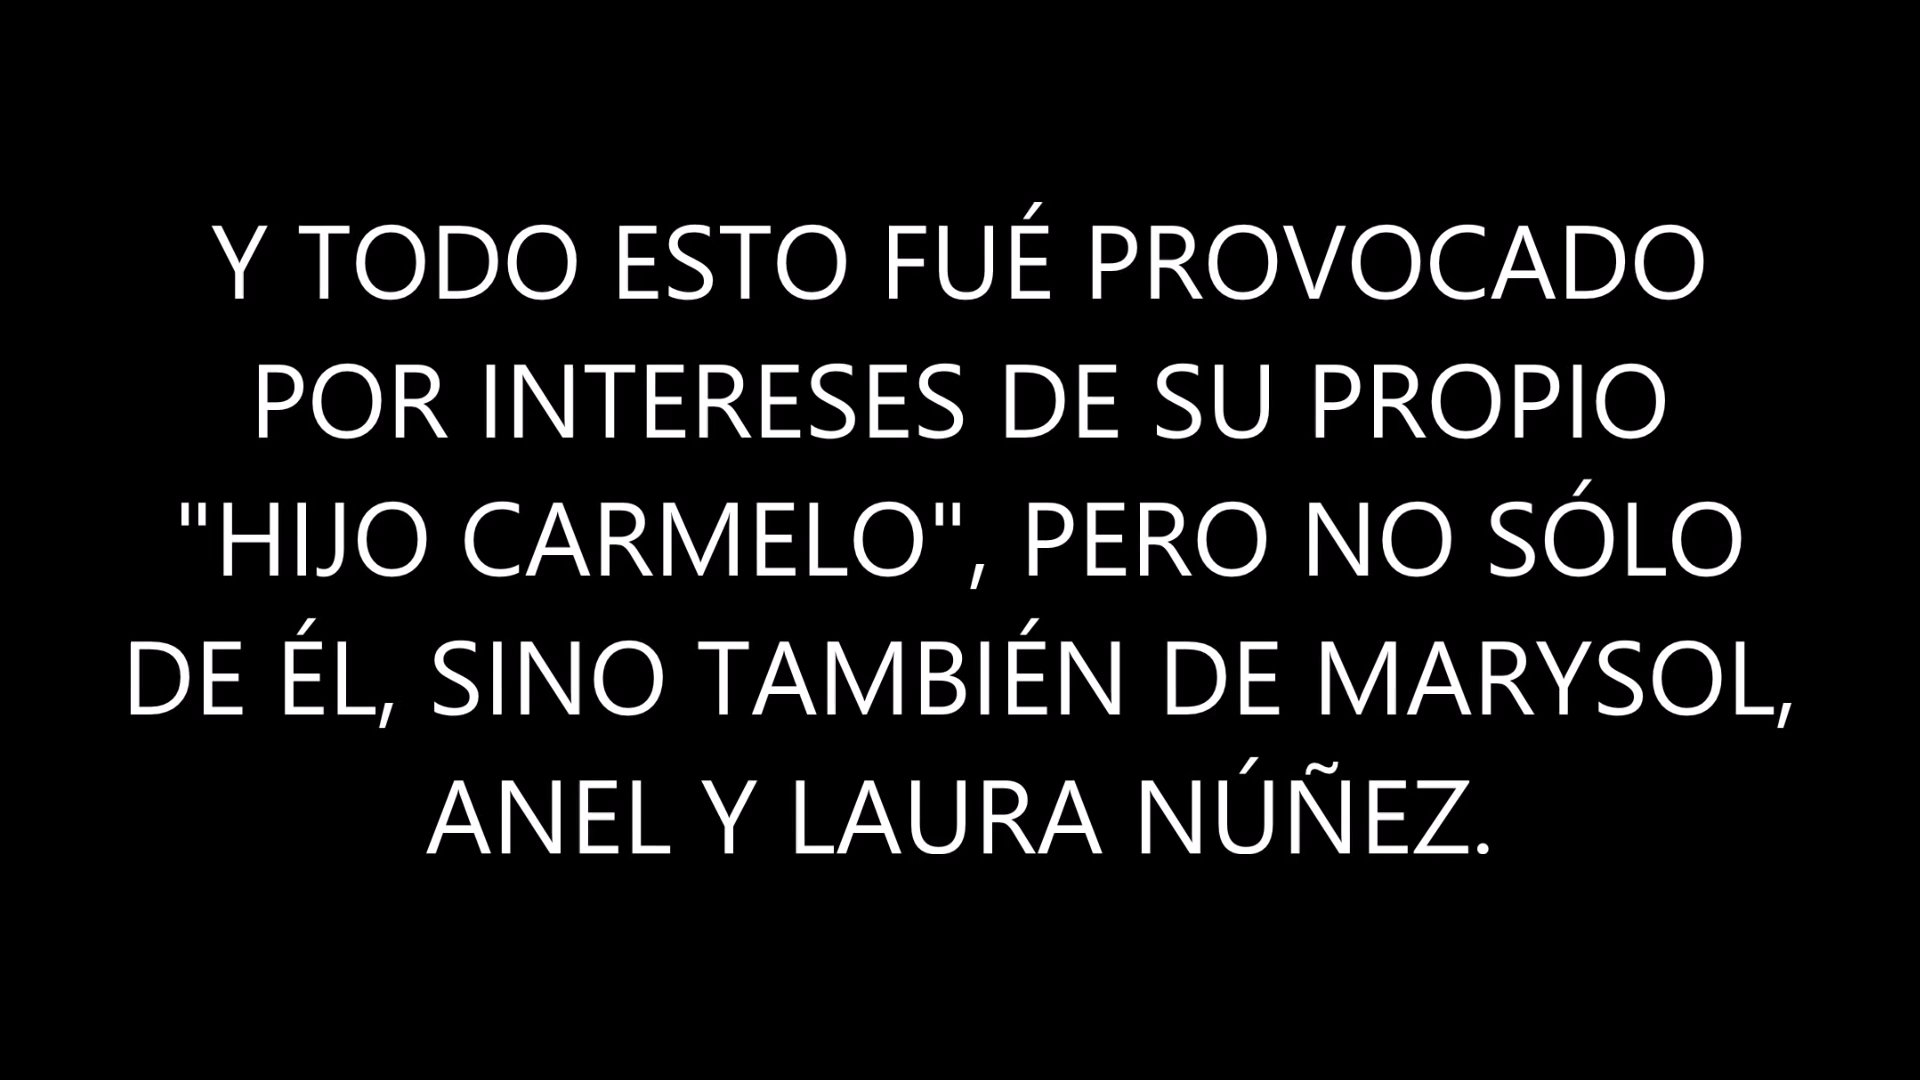 Y TODO ESTO FUÉ PROVOCADO
POR INTERESES DE SU PROPIO
"HIJO CARMELO", PERO NO SÓLO
DE ÉL, SINO TAMBIÉN DE MARYSOL,
ANEL Y LAURA NÚÑEZ.